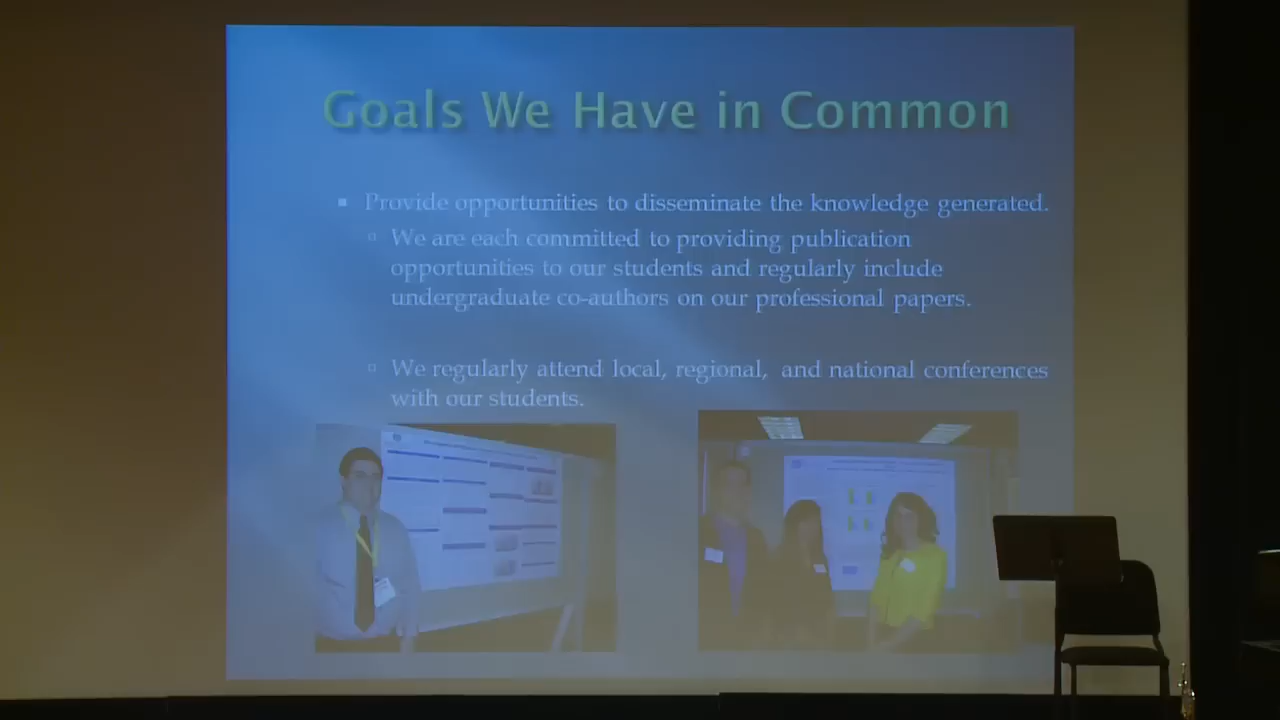 Goals We Have in Common
Provide opportunities to disseminate the knowledge generated.
We are each committed to providing publication
opportunities to our students and regularly include
undergraduate co-authors on our professional papers.
We regularly attend local, regional, and national conferences
with our students.